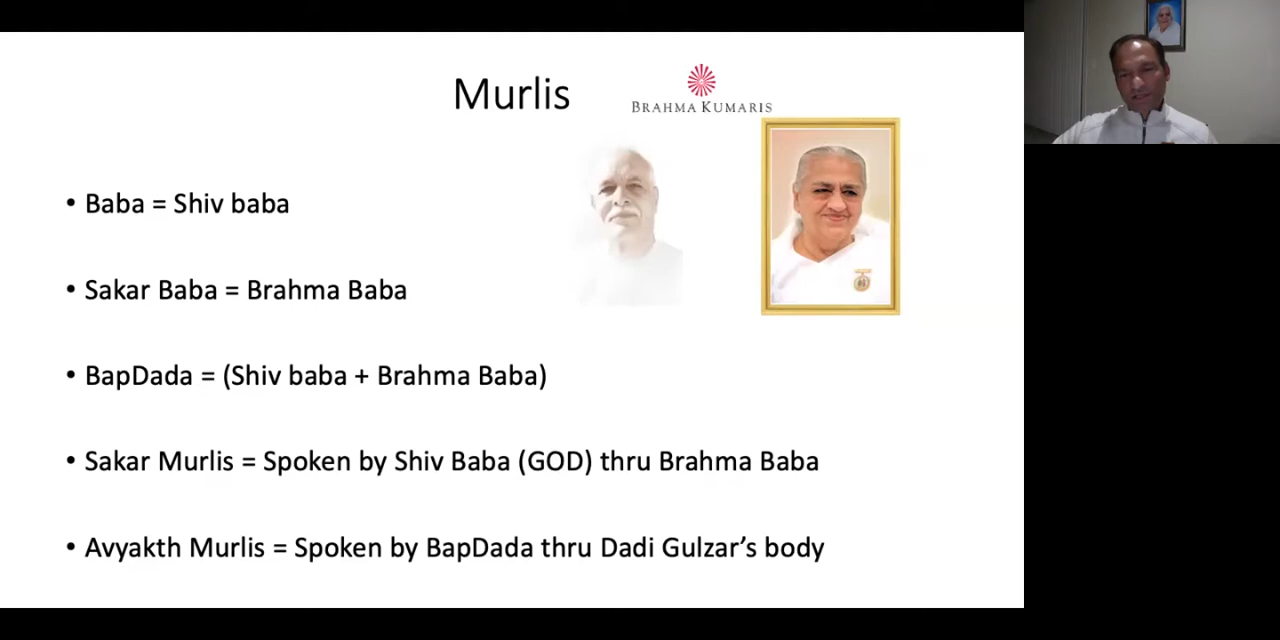 Murlis
BRAHMA KUMARIS
• Baba = Shiv baba
• Sakar Baba = Brahma Baba
• BapDada = (Shiv baba + Brahma Baba)
• Sakar Murlis = Spoken by Shiv Baba (GOD) thru Brahma Baba
• Avyakth Murlis = Spoken by BapDada thru Dadi Gulzar’s body